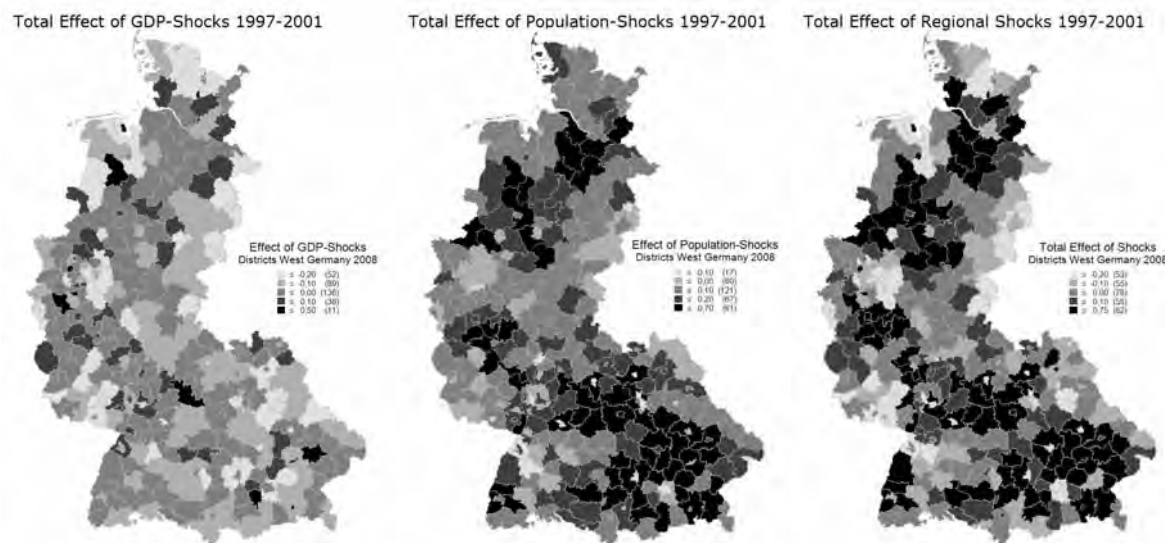 Total Effect of GDP-Shocks 1997-2001
Total Effect of Population-Shocks 1997-2001
Total Effect of Regional Shocks 1997-2001
Effect of GDP-Shocks
Districts West Germany 2008
≤ -0,20 (52)
≤ -0,10 (89)
≤ 0,00 (136)
≤ 0,10 (38)
≤ 0,50 (11)
Effect of Population-Shocks
Districts West Germany 2008
≤ -0,10 (17)
≤ 0,05 (60)
≤ 0,10 (121)
≤ 0,20 (67)
≤ 0,70 (61)
Total Effect of Shocks
Districts West Germany 2008
≤ -0,20 (53)
≤ -0,10 (55)
≤ 0,00 (78)
≤ 0,10 (58)
≤ 0,75 (82)